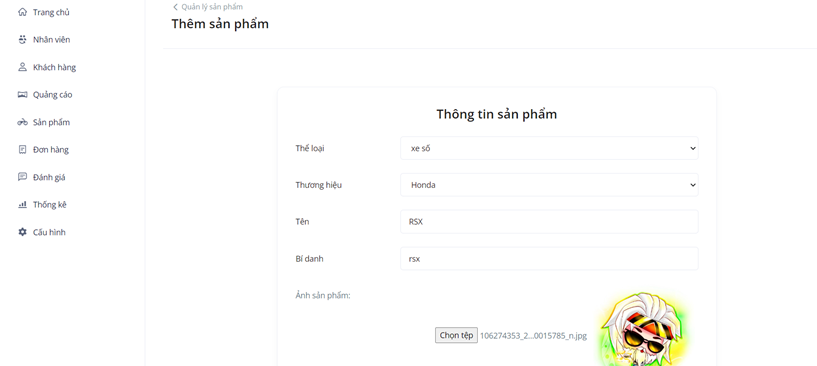 Quản lý sản phẩm
Thêm sản phẩm
Trang chủ
Nhân viên
Khách hàng
Quảng cáo
Sản phẩm
Đơn hàng
Đánh giá
Thống kê
Cấu hình
Thông tin sản phẩm
Thể loại
xe số
Thương hiệu
Honda
Tên
RSX
Bí danh
rsx
Ảnh sản phẩm:
Chọn tệp 106274353_2...0015785_n.jpg